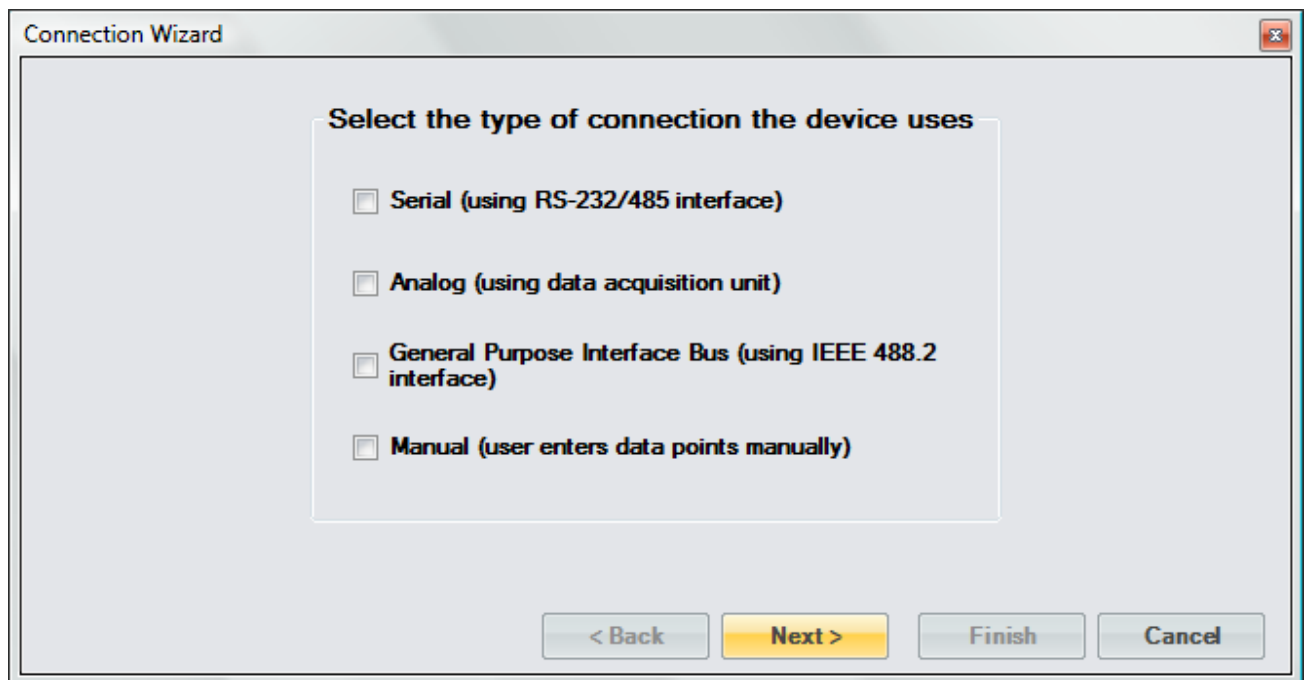 Connection Wizard
Select the type of connection the device uses
Serial (using RS-232/485 interface)
Analog (using data acquisition unit)
General Purpose Interface Bus (using IEEE 488.2
interface)
Manual (user enters data points manually)
< Back Next > Finish Cancel